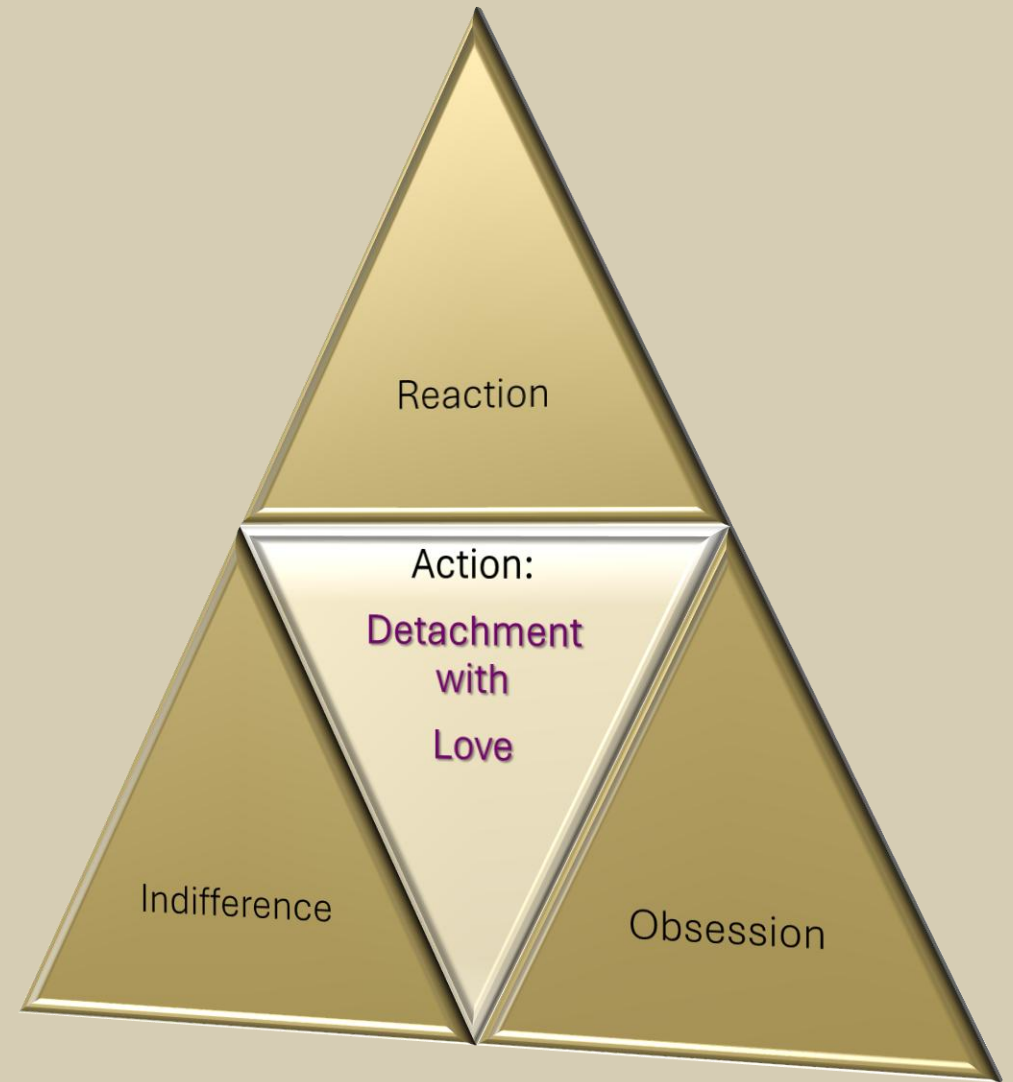 Reaction
Action:
Detachment
with
Love
Indifference
Obsession